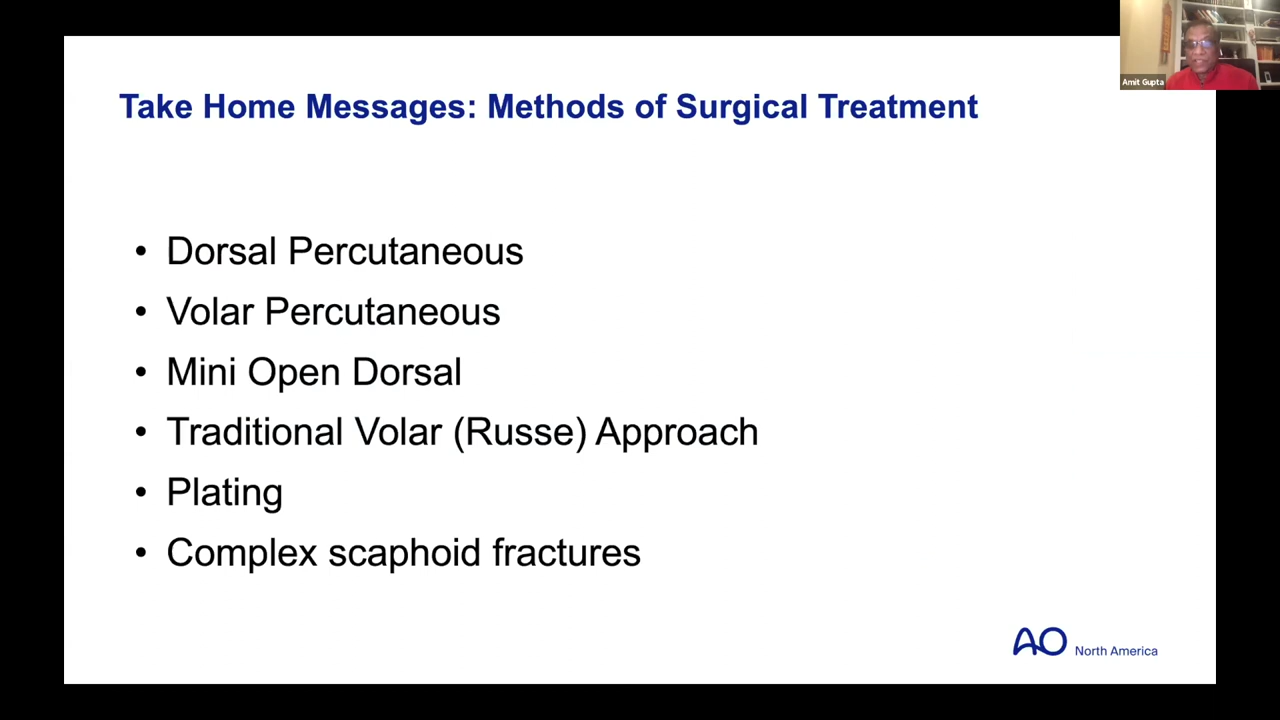 Amit Gupta
Take Home Messages: Methods of Surgical Treatment
• Dorsal Percutaneous
• Volar Percutaneous
• Mini Open Dorsal
• Traditional Volar (Russe) Approach
• Plating
• Complex scaphoid fractures
AO North America